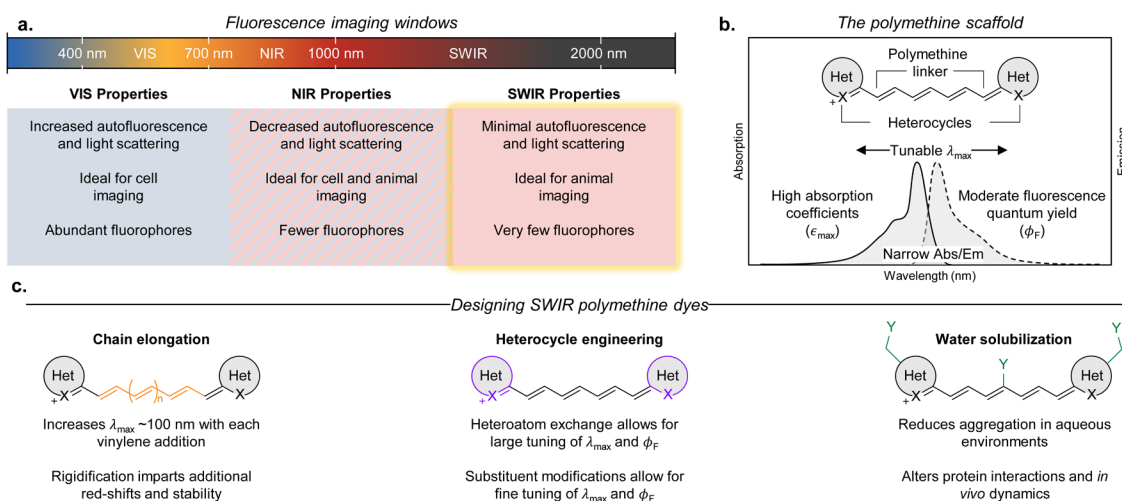 a.
Fluorescence imaging windows
400 nm VIS 700 nm NIR 1000 nm SWIR 2000 nm
VIS Properties
Increased autofluorescence
and light scattering
Ideal for cell
imaging
Abundant fluorophores
NIR Properties
Decreased autofluorescence
and light scattering
Ideal for cell and animal
imaging
Fewer fluorophores
SWIR Properties
Minimal autofluorescence
and light scattering
Ideal for animal
imaging
Very few fluorophores
b.
The polymethine scaffold
Polymethine
linker
Het
Het
+
X
X
Heterocycles
Tunable λmax
Absorption
Emission
High absorption
coefficients
(ϵmax)
Moderate fluorescence
quantum yield
(ϕF)
Narrow Abs/Em
Wavelength (nm)
c.
Designing SWIR polymethine dyes
Chain elongation
Het
Het
+
X
n
X
Increases λmax ~100 nm with each
vinylene addition
Rigidification imparts additional
red-shifts and stability
Heterocycle engineering
Het
Het
+
X
X
Heteroatom exchange allows for
large tuning of λmax and ϕF
Substituent modifications allow for
fine tuning of λmax and ϕF
Y
Y
Water solubilization
Y
Het
Het
+
X
X
Reduces aggregation in aqueous
environments
Alters protein interactions and in
vivo dynamics